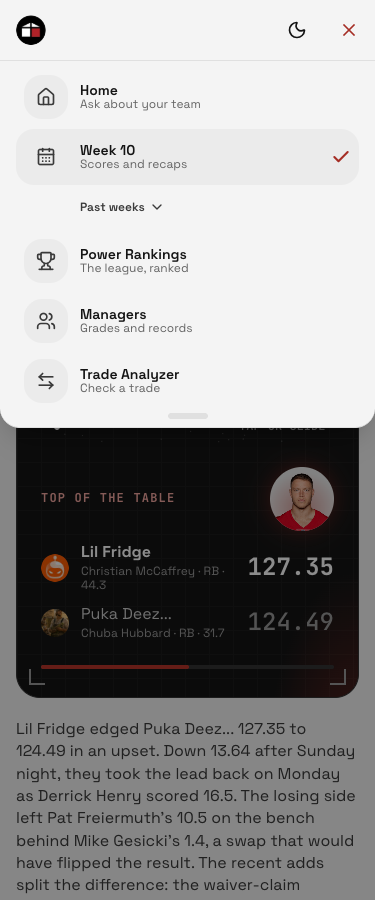 Home
Ask about your team
Week 10
Scores and recaps
Past weeks
Power Rankings
The league, ranked
Managers
Grades and records
Trade Analyzer
Check a trade
TOP OF THE TABLE
Lil Fridge
Christian McCaffrey · RB ·
44.3
127.35
Puka Deez...
Chuba Hubbard · RB · 31.7
124.49
Lil Fridge edged Puka Deez... 127.35 to
124.49 in an upset. Down 13.64 after Sunday
night, they took the lead back on Monday
as Derrick Henry scored 16.5. The losing side
left Pat Freiermuth's 10.5 on the bench
behind Mike Gesicki's 1.4, a swap that would
have flipped the result. The recent adds
split the difference: the waiver-claim